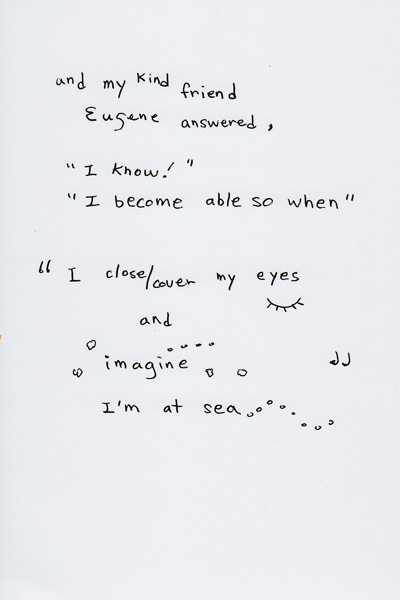 and my kind friend
Eugene answered,
"I know!"
"I become able so when"
"I close/cover my eyes
and
imagine
I'm at sea